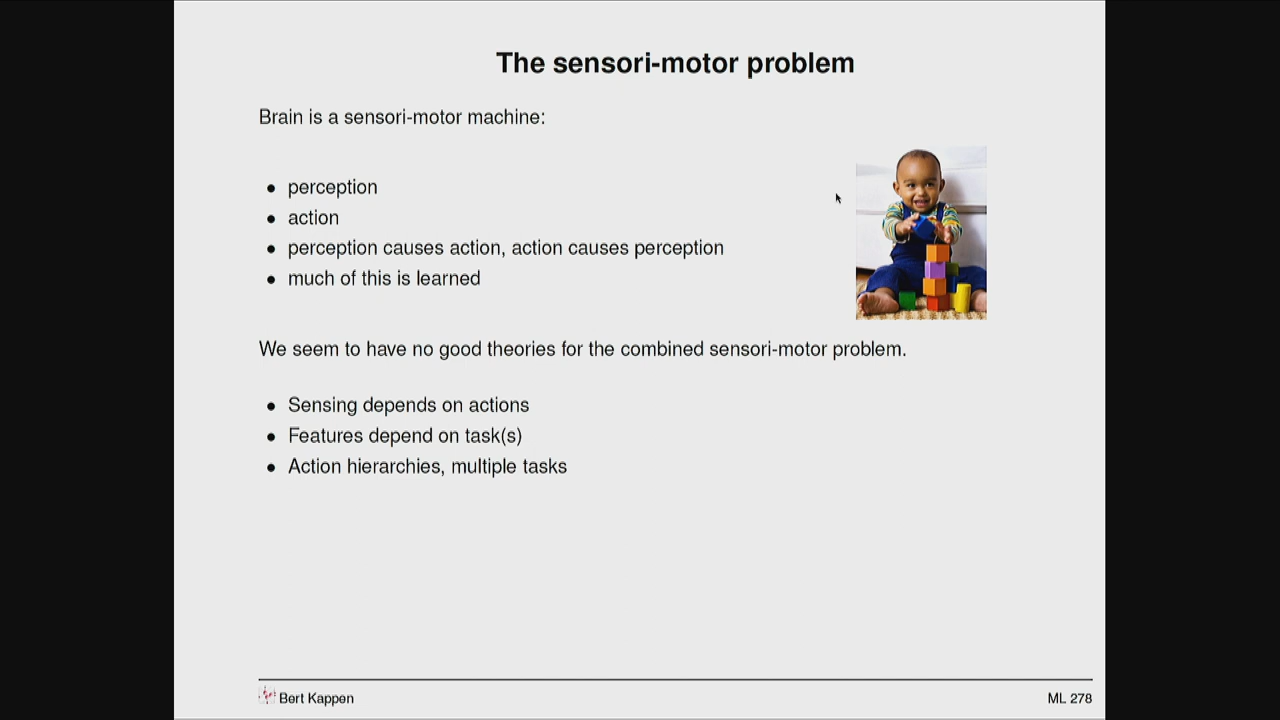 The sensori-motor problem
Brain is a sensori-motor machine:
● perception
● action
● perception causes action, action causes perception
● much of this is learned
We seem to have no good theories for the combined sensori-motor problem.
● Sensing depends on actions
● Features depend on task(s)
● Action hierarchies, multiple tasks
Bert Kappen
ML 278